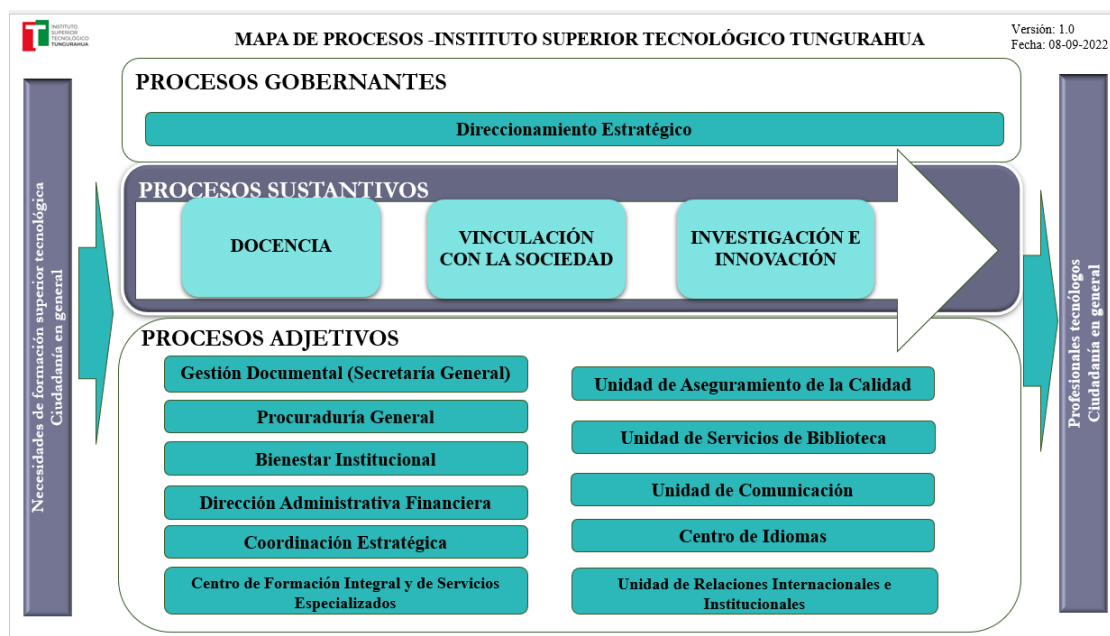 INSTITUTO
SUPERIOR
TECNOLÓGICO
TUNGURAHUA
MAPA DE PROCESOS -INSTITUTO SUPERIOR TECNOLÓGICO TUNGURAHUA
Versión: 1.0
Fecha: 08-09-2022
Necesidades de formación superior tecnológica
Ciudadanía en general
PROCESOS GOBERNANTES
Direccionamiento Estratégico
PROCESOS SUSTANTIVOS
DOCENCIA
VINCULACIÓN
CON LA SOCIEDAD
INVESTIGACIÓN E
INNOVACIÓN
PROCESOS ADJETIVOS
Gestión Documental (Secretaría General)
Procuraduría General
Bienestar Institucional
Dirección Administrativa Financiera
Coordinación Estratégica
Centro de Formación Integral y de Servicios
Especializados
Unidad de Aseguramiento de la Calidad
Unidad de Servicios de Biblioteca
Unidad de Comunicación
Centro de Idiomas
Unidad de Relaciones Internacionales e
Institucionales
Profesionales tecnólogos
Ciudadanía en general